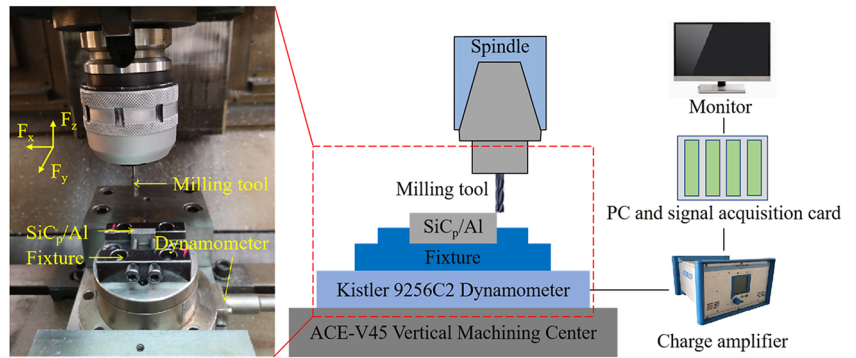 Fz
Fx
Fy
Milling tool
SiCp/Al
Dynamometer
Fixture
Spindle
Milling tool
SiCp/Al
Fixture
Kistler 9256C2 Dynamometer
ACE-V45 Vertical Machining Center
Monitor
PC and signal acquisition card
Charge amplifier